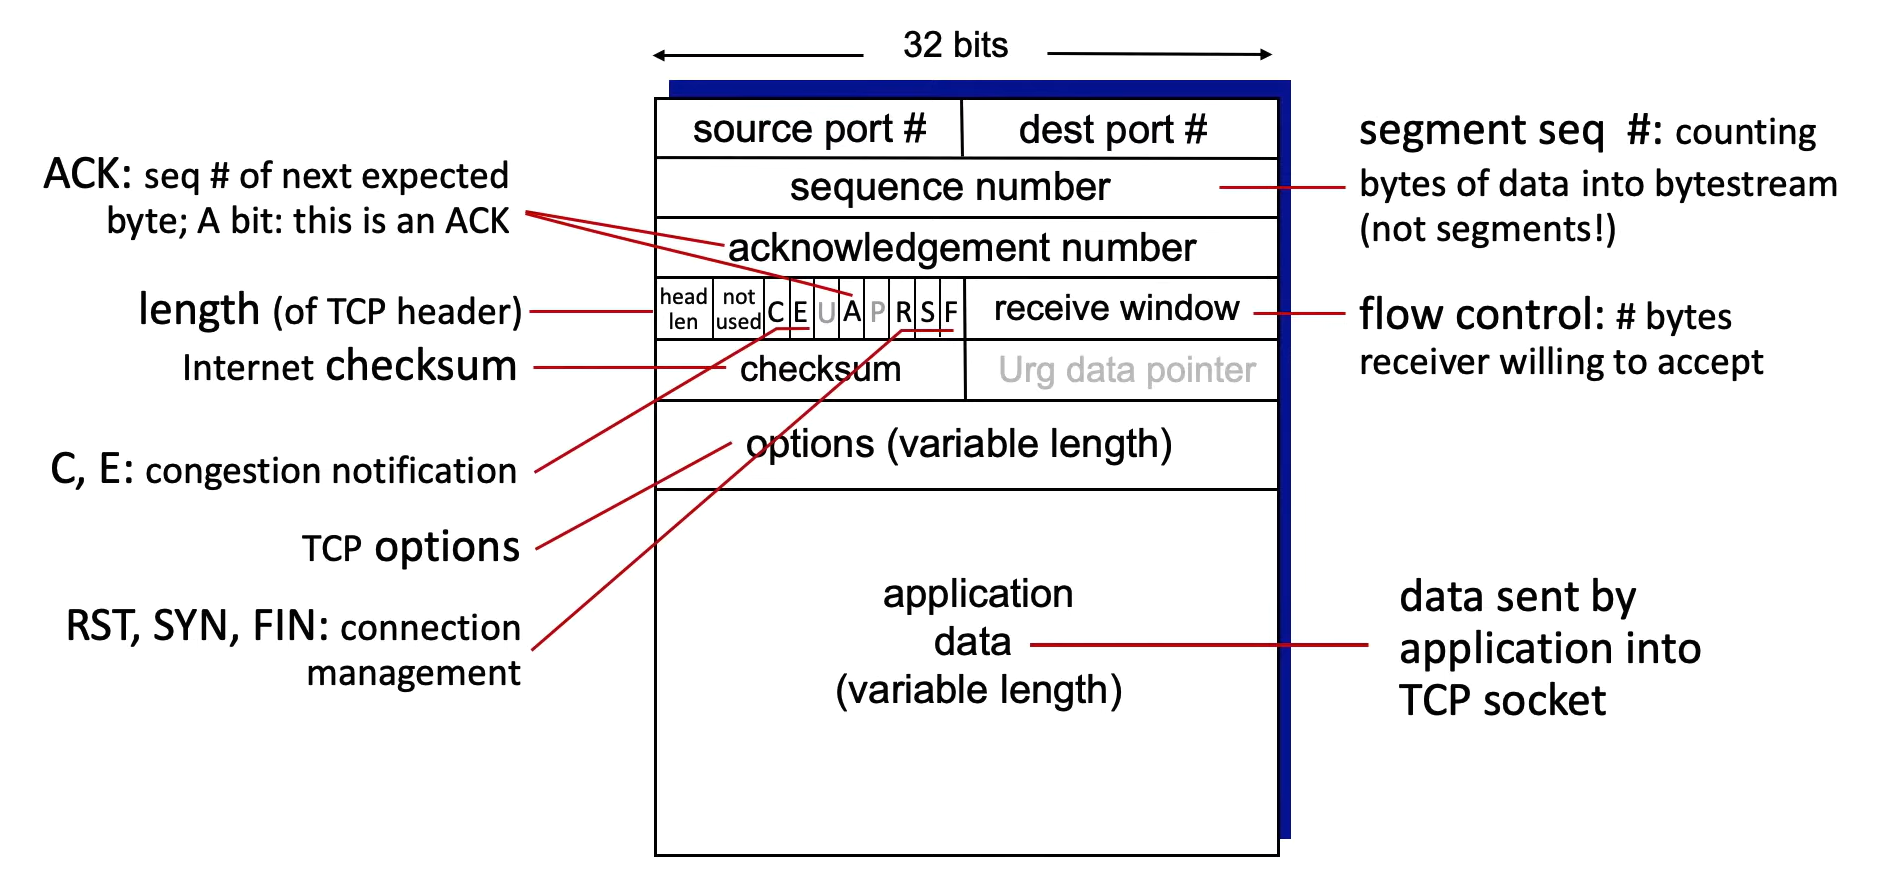 32 bits
source port #
dest port #
sequence number
acknowledgement number
head
len
not
used
C
E
U
A
P
R
S
F
receive window
checksum
Urg data pointer
options (variable length)
application
data
(variable length)
ACK: seq # of next expected
byte; A bit: this is an ACK
length (of TCP header)
Internet checksum
C, E: congestion notification
TCP options
RST, SYN, FIN: connection
management
segment seq #: counting
bytes of data into bytestream
(not segments!)
flow control: # bytes
receiver willing to accept
data sent by
application into
TCP socket